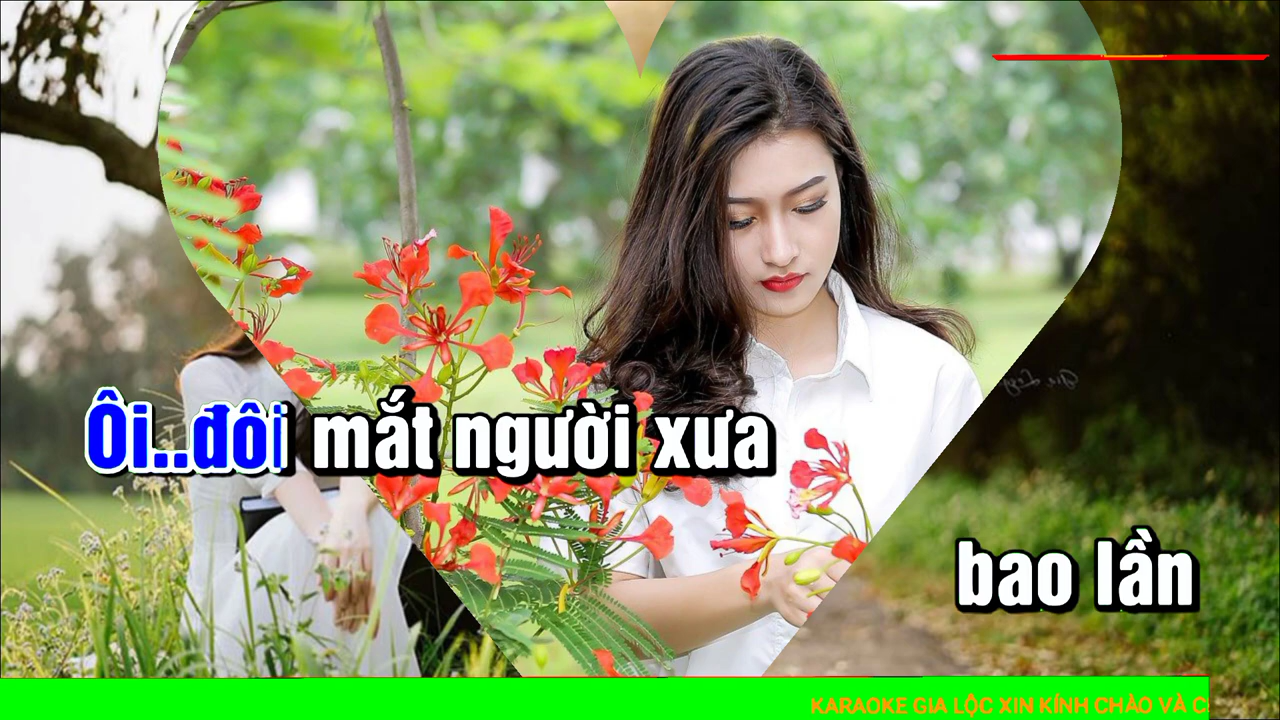 Ôi..đôi mắt người xưa
bao lần
KARAOKE GIA LỘC XIN KÍNH CHÀO VÀ